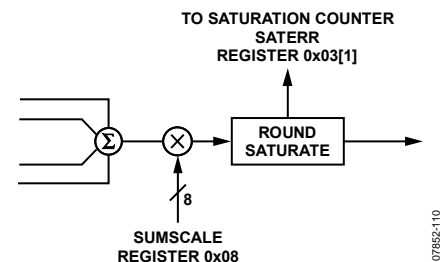 TO SATURATION COUNTER
SATERR
REGISTER 0x03[1]
Σ
×
ROUND
SATURATE
8
SUMSCALE
REGISTER 0x08
07852-110